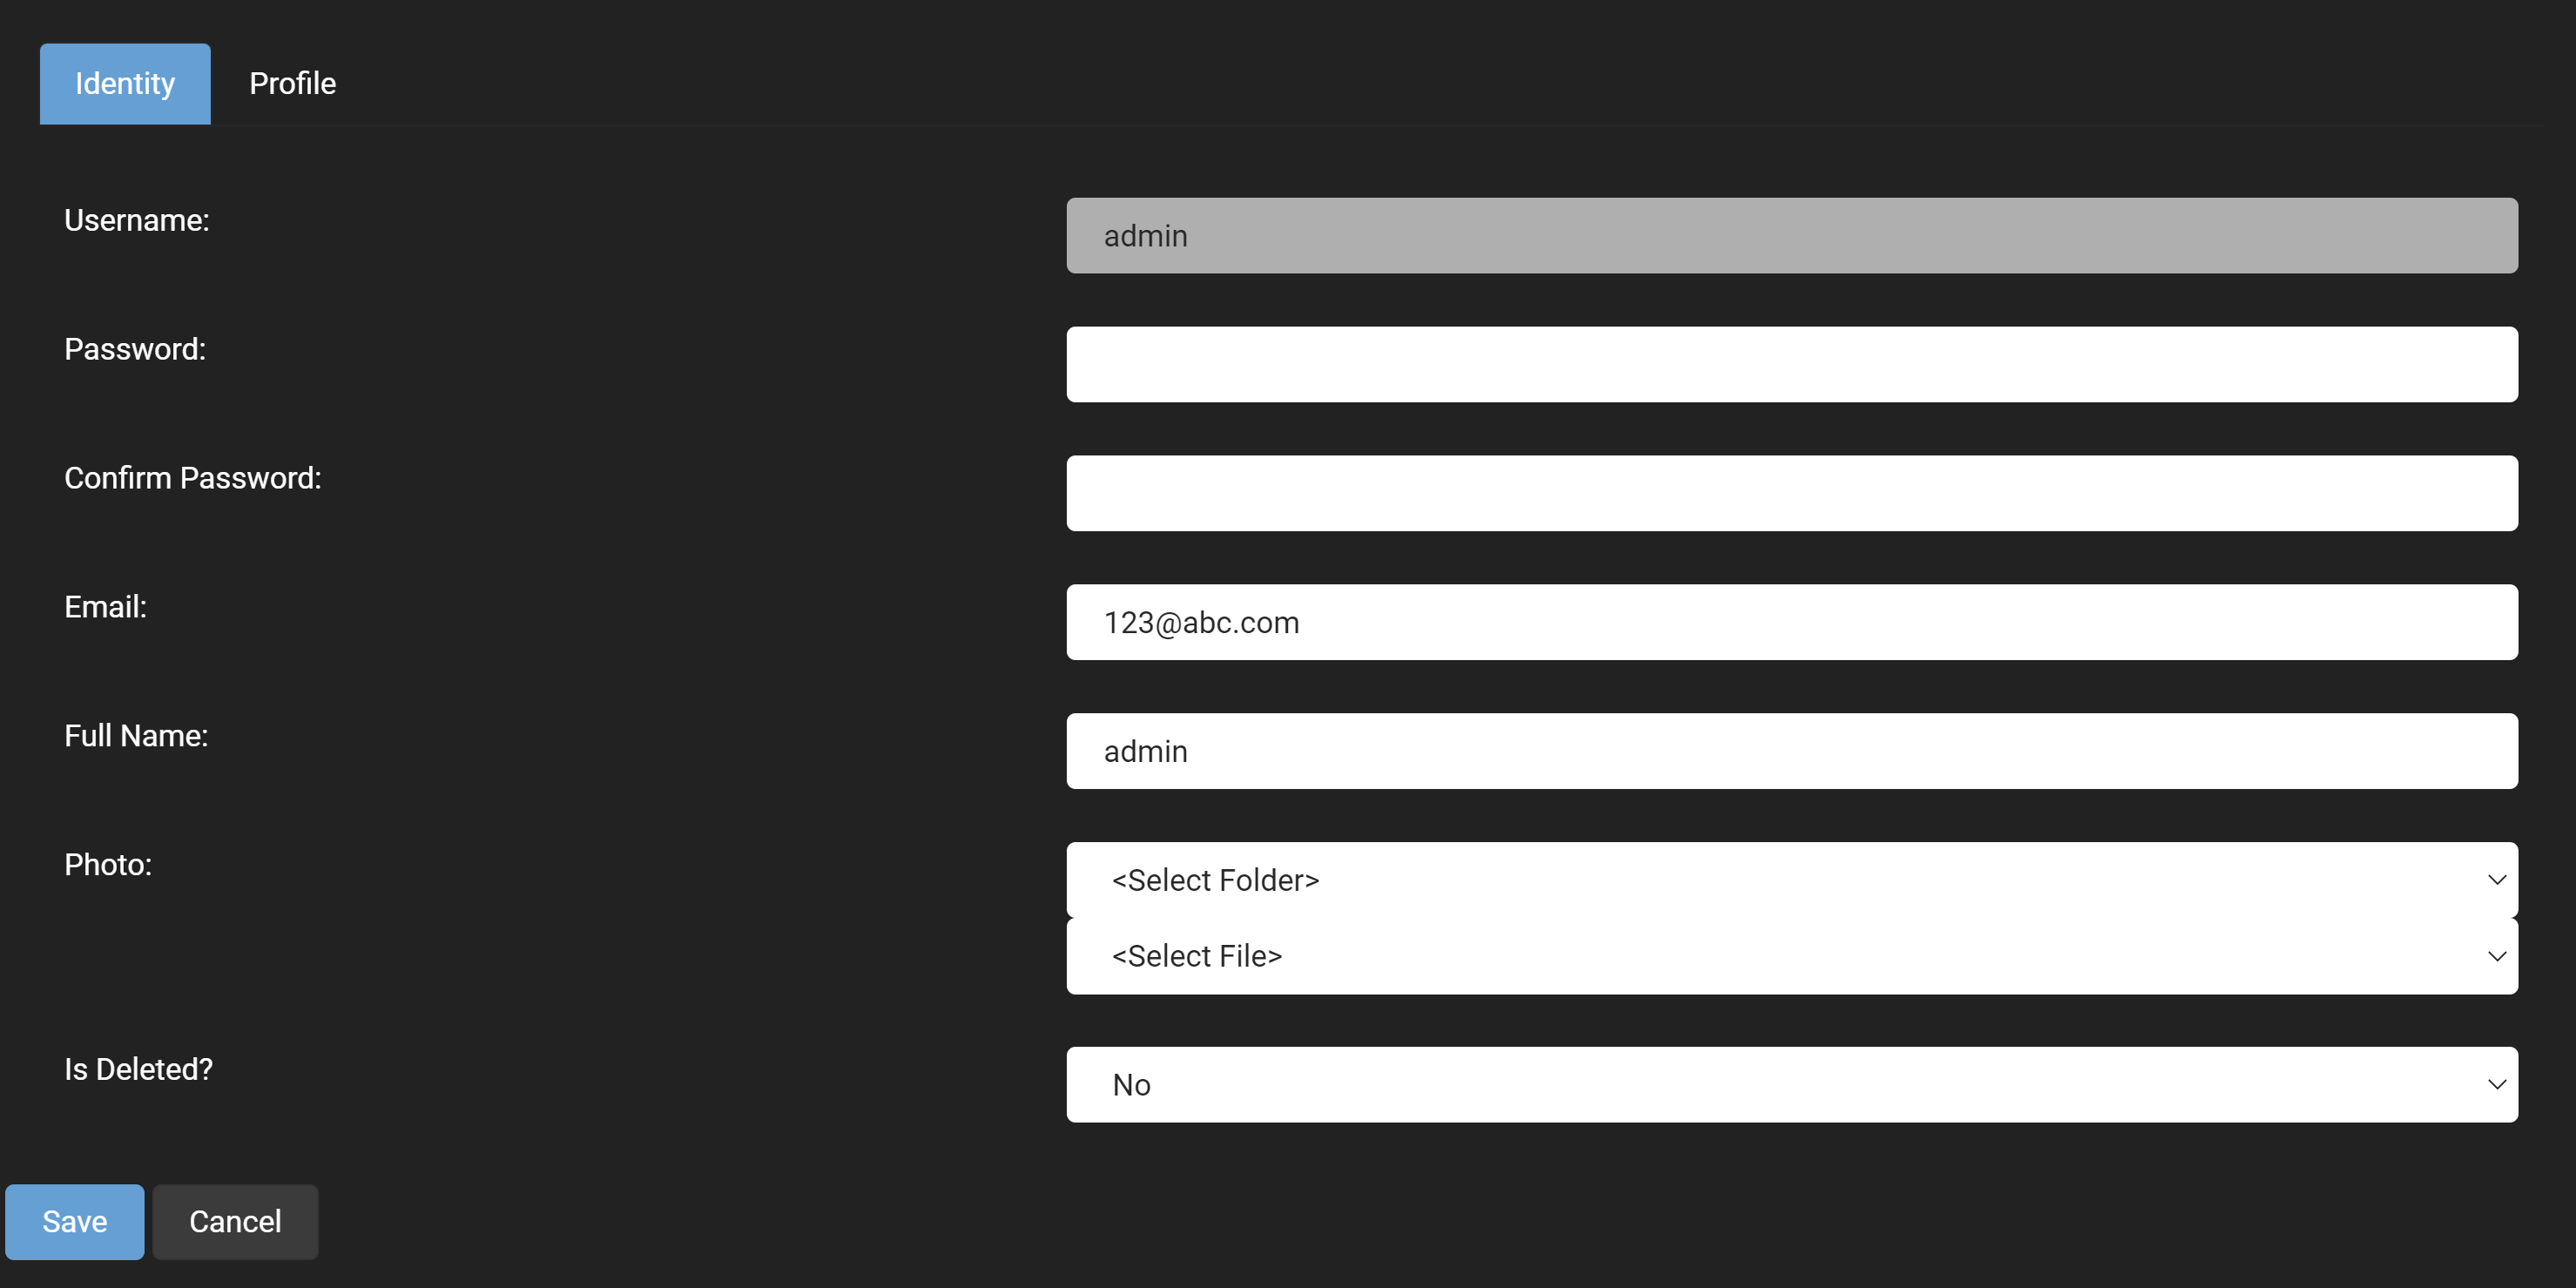 Identity Profile
Username: admin
Password:
Confirm Password:
Email: 123@abc.com
Full Name: admin
Photo: <Select Folder>
<Select File>
Is Deleted? No
Save Cancel